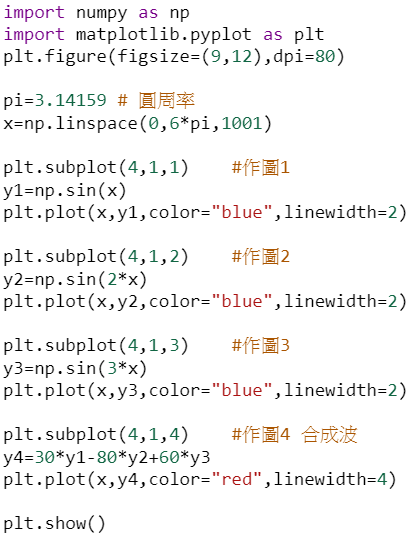 import numpy as np
import matplotlib.pyplot as plt
plt.figure(figsize=(9,12),dpi=80)
pi=3.14159 # 圓周率
x=np.linspace(0,6*pi,1001)
plt.subplot(4,1,1)    #作圖1
y1=np.sin(x)
plt.plot(x,y1,color="blue",linewidth=2)
plt.subplot(4,1,2)    #作圖2
y2=np.sin(2*x)
plt.plot(x,y2,color="blue",linewidth=2)
plt.subplot(4,1,3)    #作圖3
y3=np.sin(3*x)
plt.plot(x,y3,color="blue",linewidth=2)
plt.subplot(4,1,4)    #作圖4 合成波
y4=30*y1-80*y2+60*y3
plt.plot(x,y4,color="red",linewidth=4)
plt.show()